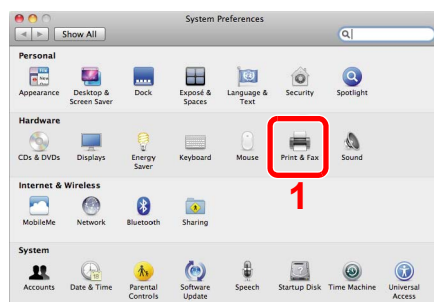 System Preferences
Show All
Personal
Appearance Desktop & Screen Saver Dock Exposé & Spaces Language & Text Security Spotlight
Hardware
CDs & DVDs Displays Energy Saver Keyboard Mouse Print & Fax Sound
1
Internet & Wireless
MobileMe Network Bluetooth Sharing
System
Accounts Date & Time Parental Controls Software Update Speech Startup Disk Time Machine Universal Access